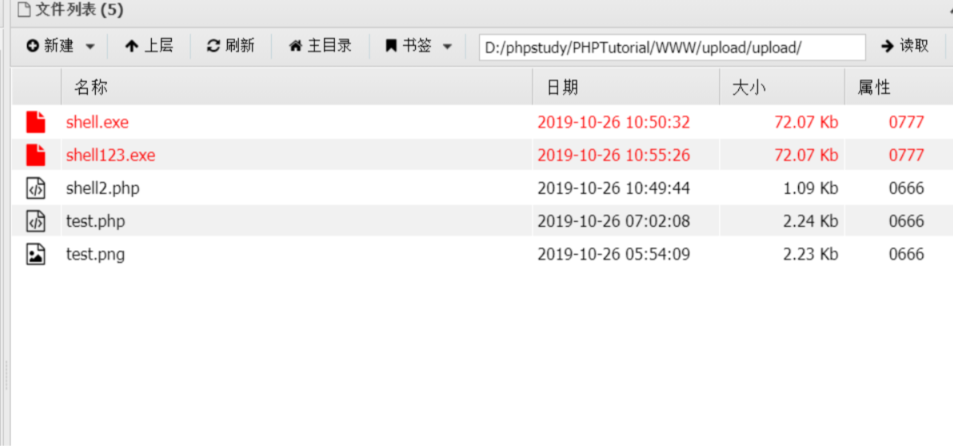 文件列表 (5)
新建 上层 刷新 主目录 书签 D:/phpstudy/PHPTutorial/WWW/upload/upload/ 读取
名称 日期 大小 属性
shell.exe 2019-10-26 10:50:32 72.07 Kb 0777
shell123.exe 2019-10-26 10:55:26 72.07 Kb 0777
shell2.php 2019-10-26 10:49:44 1.09 Kb 0666
test.php 2019-10-26 07:02:08 2.24 Kb 0666
test.png 2019-10-26 05:54:09 2.23 Kb 0666